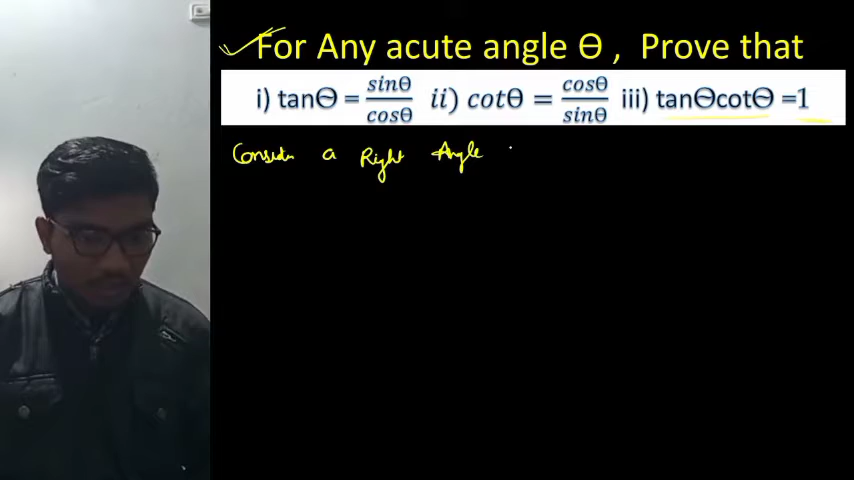 For Any acute angle Θ , Prove that
i) tanΘ = sinθ/cosθ ii) cotθ = cosθ/sinθ iii) tanΘcotΘ =1
Consider a Right Angle